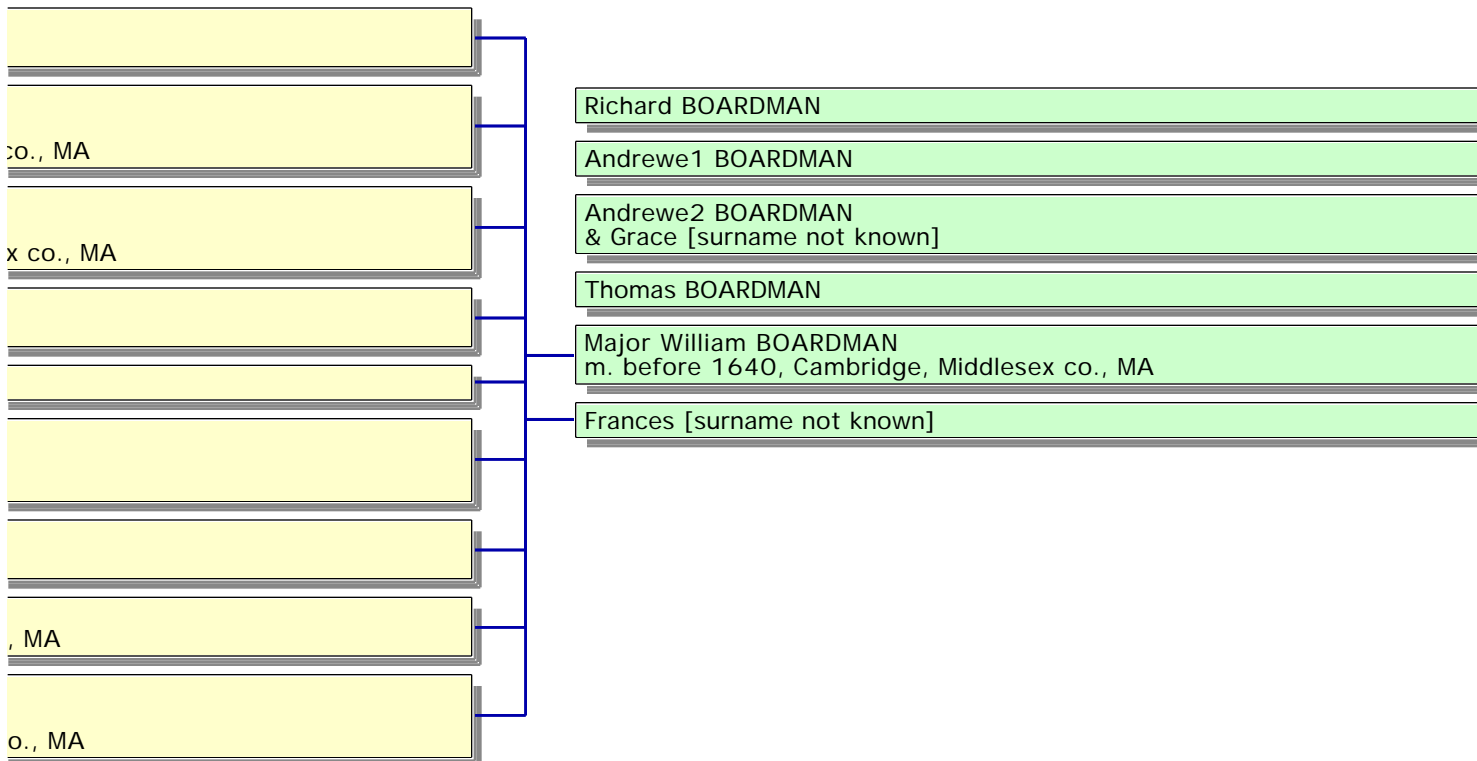 co., MA
x co., MA
, MA
o., MA
Richard BOARDMAN
Andrewe1 BOARDMAN
Andrewe2 BOARDMAN
& Grace [surname not known]
Thomas BOARDMAN
Major William BOARDMAN
m. before 1640, Cambridge, Middlesex co., MA
Frances [surname not known]